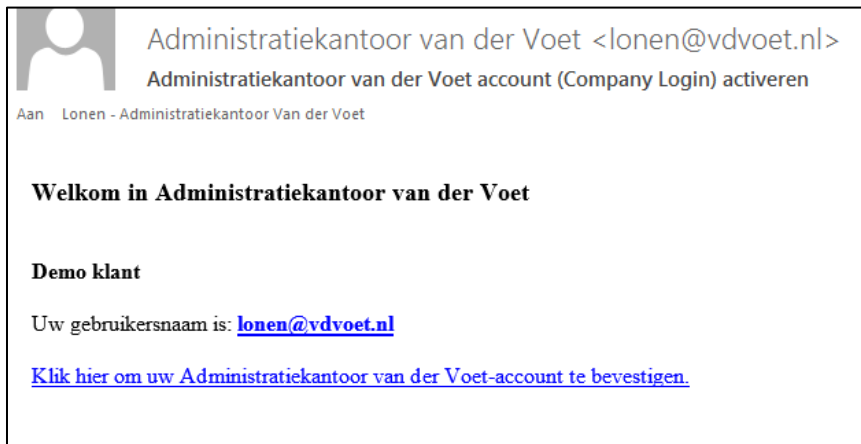 Administratiekantoor van der Voet <lonen@vdvoet.nl>
Administratiekantoor van der Voet account (Company Login) activeren
Aan Lonen - Administratiekantoor Van der Voet
Welkom in Administratiekantoor van der Voet
Demo klant
Uw gebruikersnaam is: lonen@vdvoet.nl
Klik hier om uw Administratiekantoor van der Voet-account te bevestigen.